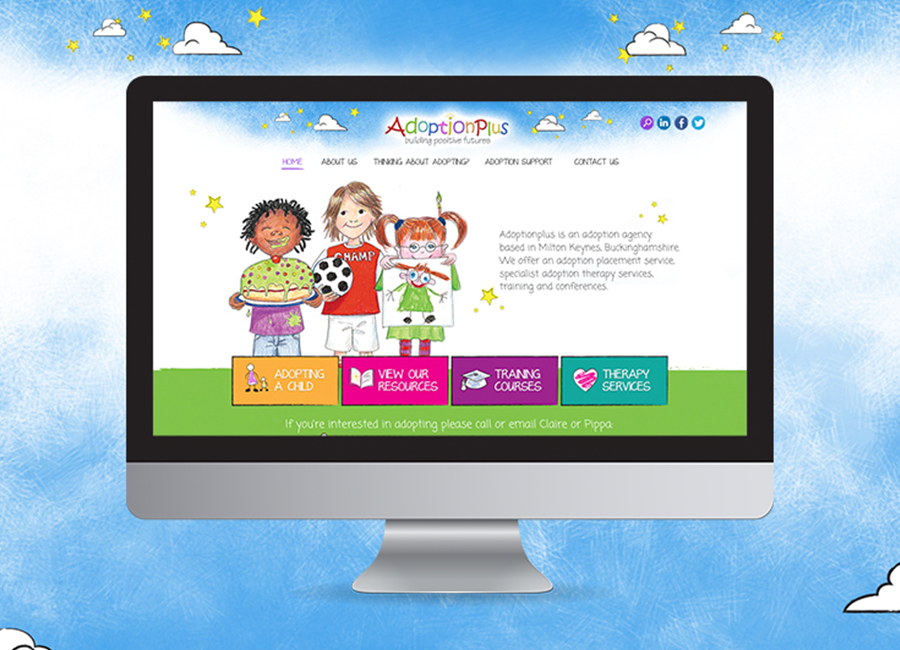 AdoptionPlus
building positive futures
HOME ABOUT US THINKING ABOUT ADOPTING? ADOPTION SUPPORT CONTACT US
CHAMP
Adoptionplus is an adoption agency
based in Milton Keynes, Buckinghamshire.
We offer an adoption placement service,
specialist adoption therapy services,
training and conferences.
ADOPTING
A CHILD
VIEW OUR
RESOURCES
TRAINING
COURSES
THERAPY
SERVICES
If you're interested in adopting please call or email Claire or Pippa: